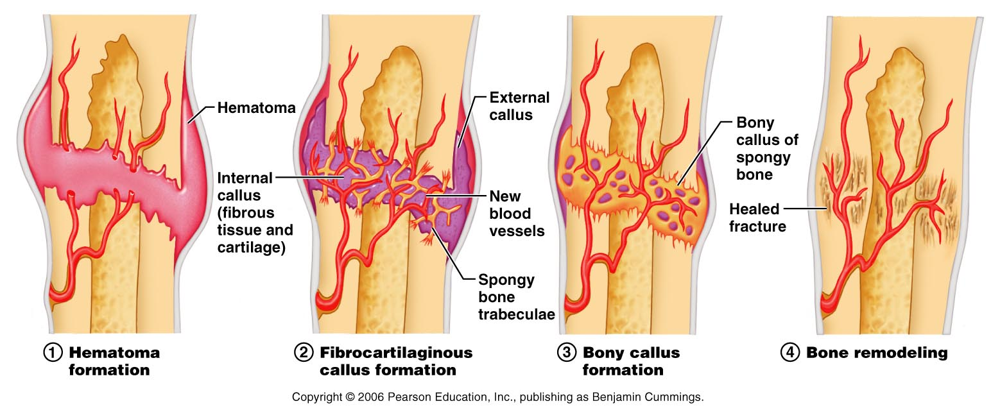 Hematoma
Internal
callus
(fibrous
tissue and
cartilage)
External
callus
New
blood
vessels
Spongy
bone
trabeculae
Bony
callus of
spongy
bone
Healed
fracture
1 Hematoma
formation
2 Fibrocartilaginous
callus formation
3 Bony callus
formation
4 Bone remodeling
Copyright © 2006 Pearson Education, Inc., publishing as Benjamin Cummings.